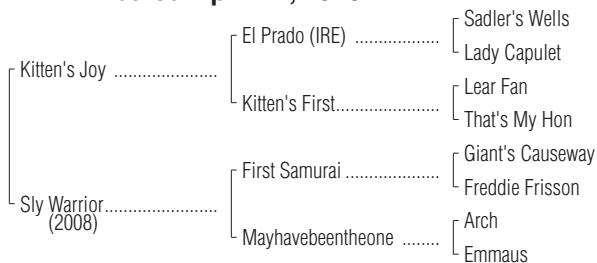 Sadler's Wells
El Prado (IRE) ...................
Lady Capulet
Kitten's Joy .......................
Lear Fan
Kitten's First.......................
That's My Hon
Giant's Causeway
First Samurai .....................
Freddie Frisson
Sly Warrior.........................
(2008)
Arch
Mayhavebeentheone ........
Emmaus